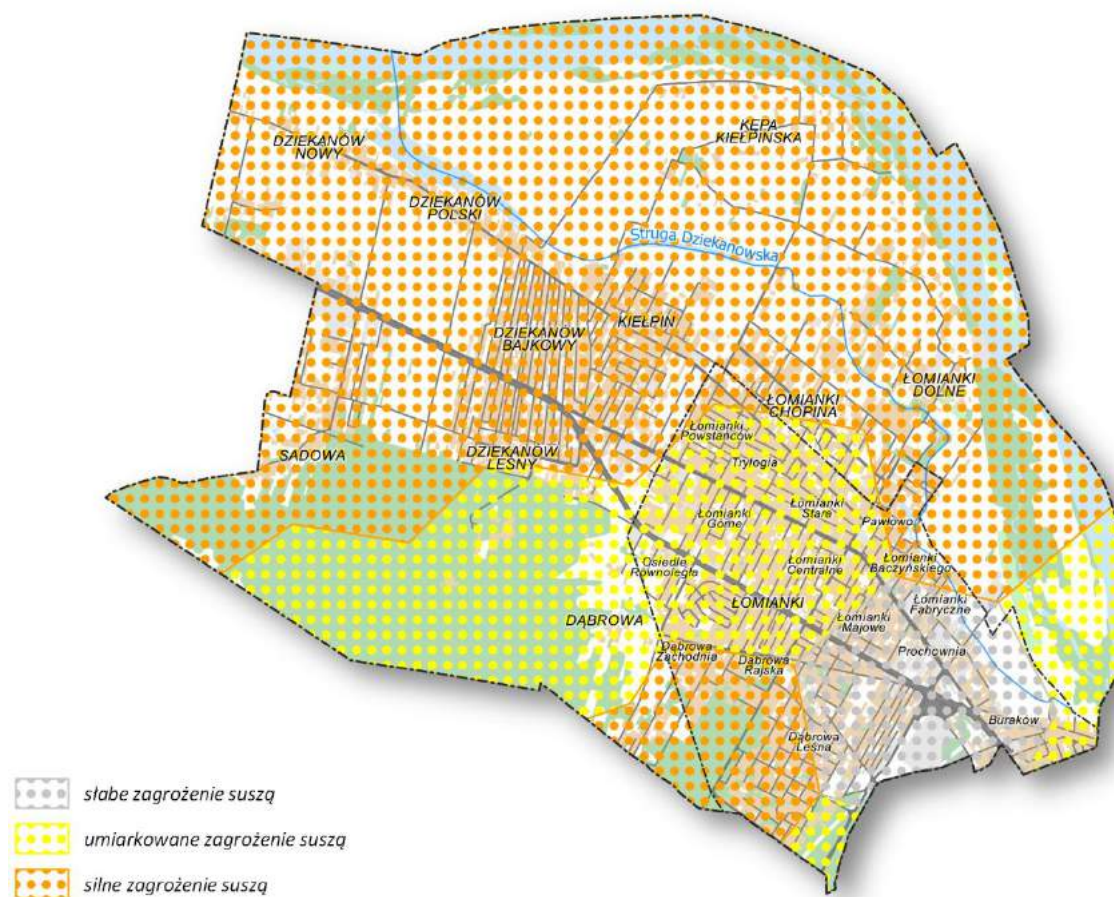 DZIEKANÓW
NOWY
KĘPA
KIEŁPIŃSKA
DZIEKANÓW
POLSKI
Struga Dziekanowska
KIEŁPIN
DZIEKANÓW
BAJKOWY
ŁOMIANKI
DOLNE
ŁOMIANKI
CHOPINA
Łomianki
Powstańców
SADOWA
DZIEKANÓW
LEŚNY
Trylogia
Łomianki
Górne
Łomianki
Stare
Pawłowo
Osiedle
Równoległa
Łomianki
Centralne
Łomianki
Baczyńskiego
Łomianki
Fabryczne
ŁOMIANKI
DĄBROWA
Łomianki
Majowe
Prochownia
Dąbrowa
Zachodnia
Dąbrowa
Rajska
Buraków
Dąbrowa
Leśna
słabe zagrożenie suszą
umiarkowane zagrożenie suszą
silne zagrożenie suszą